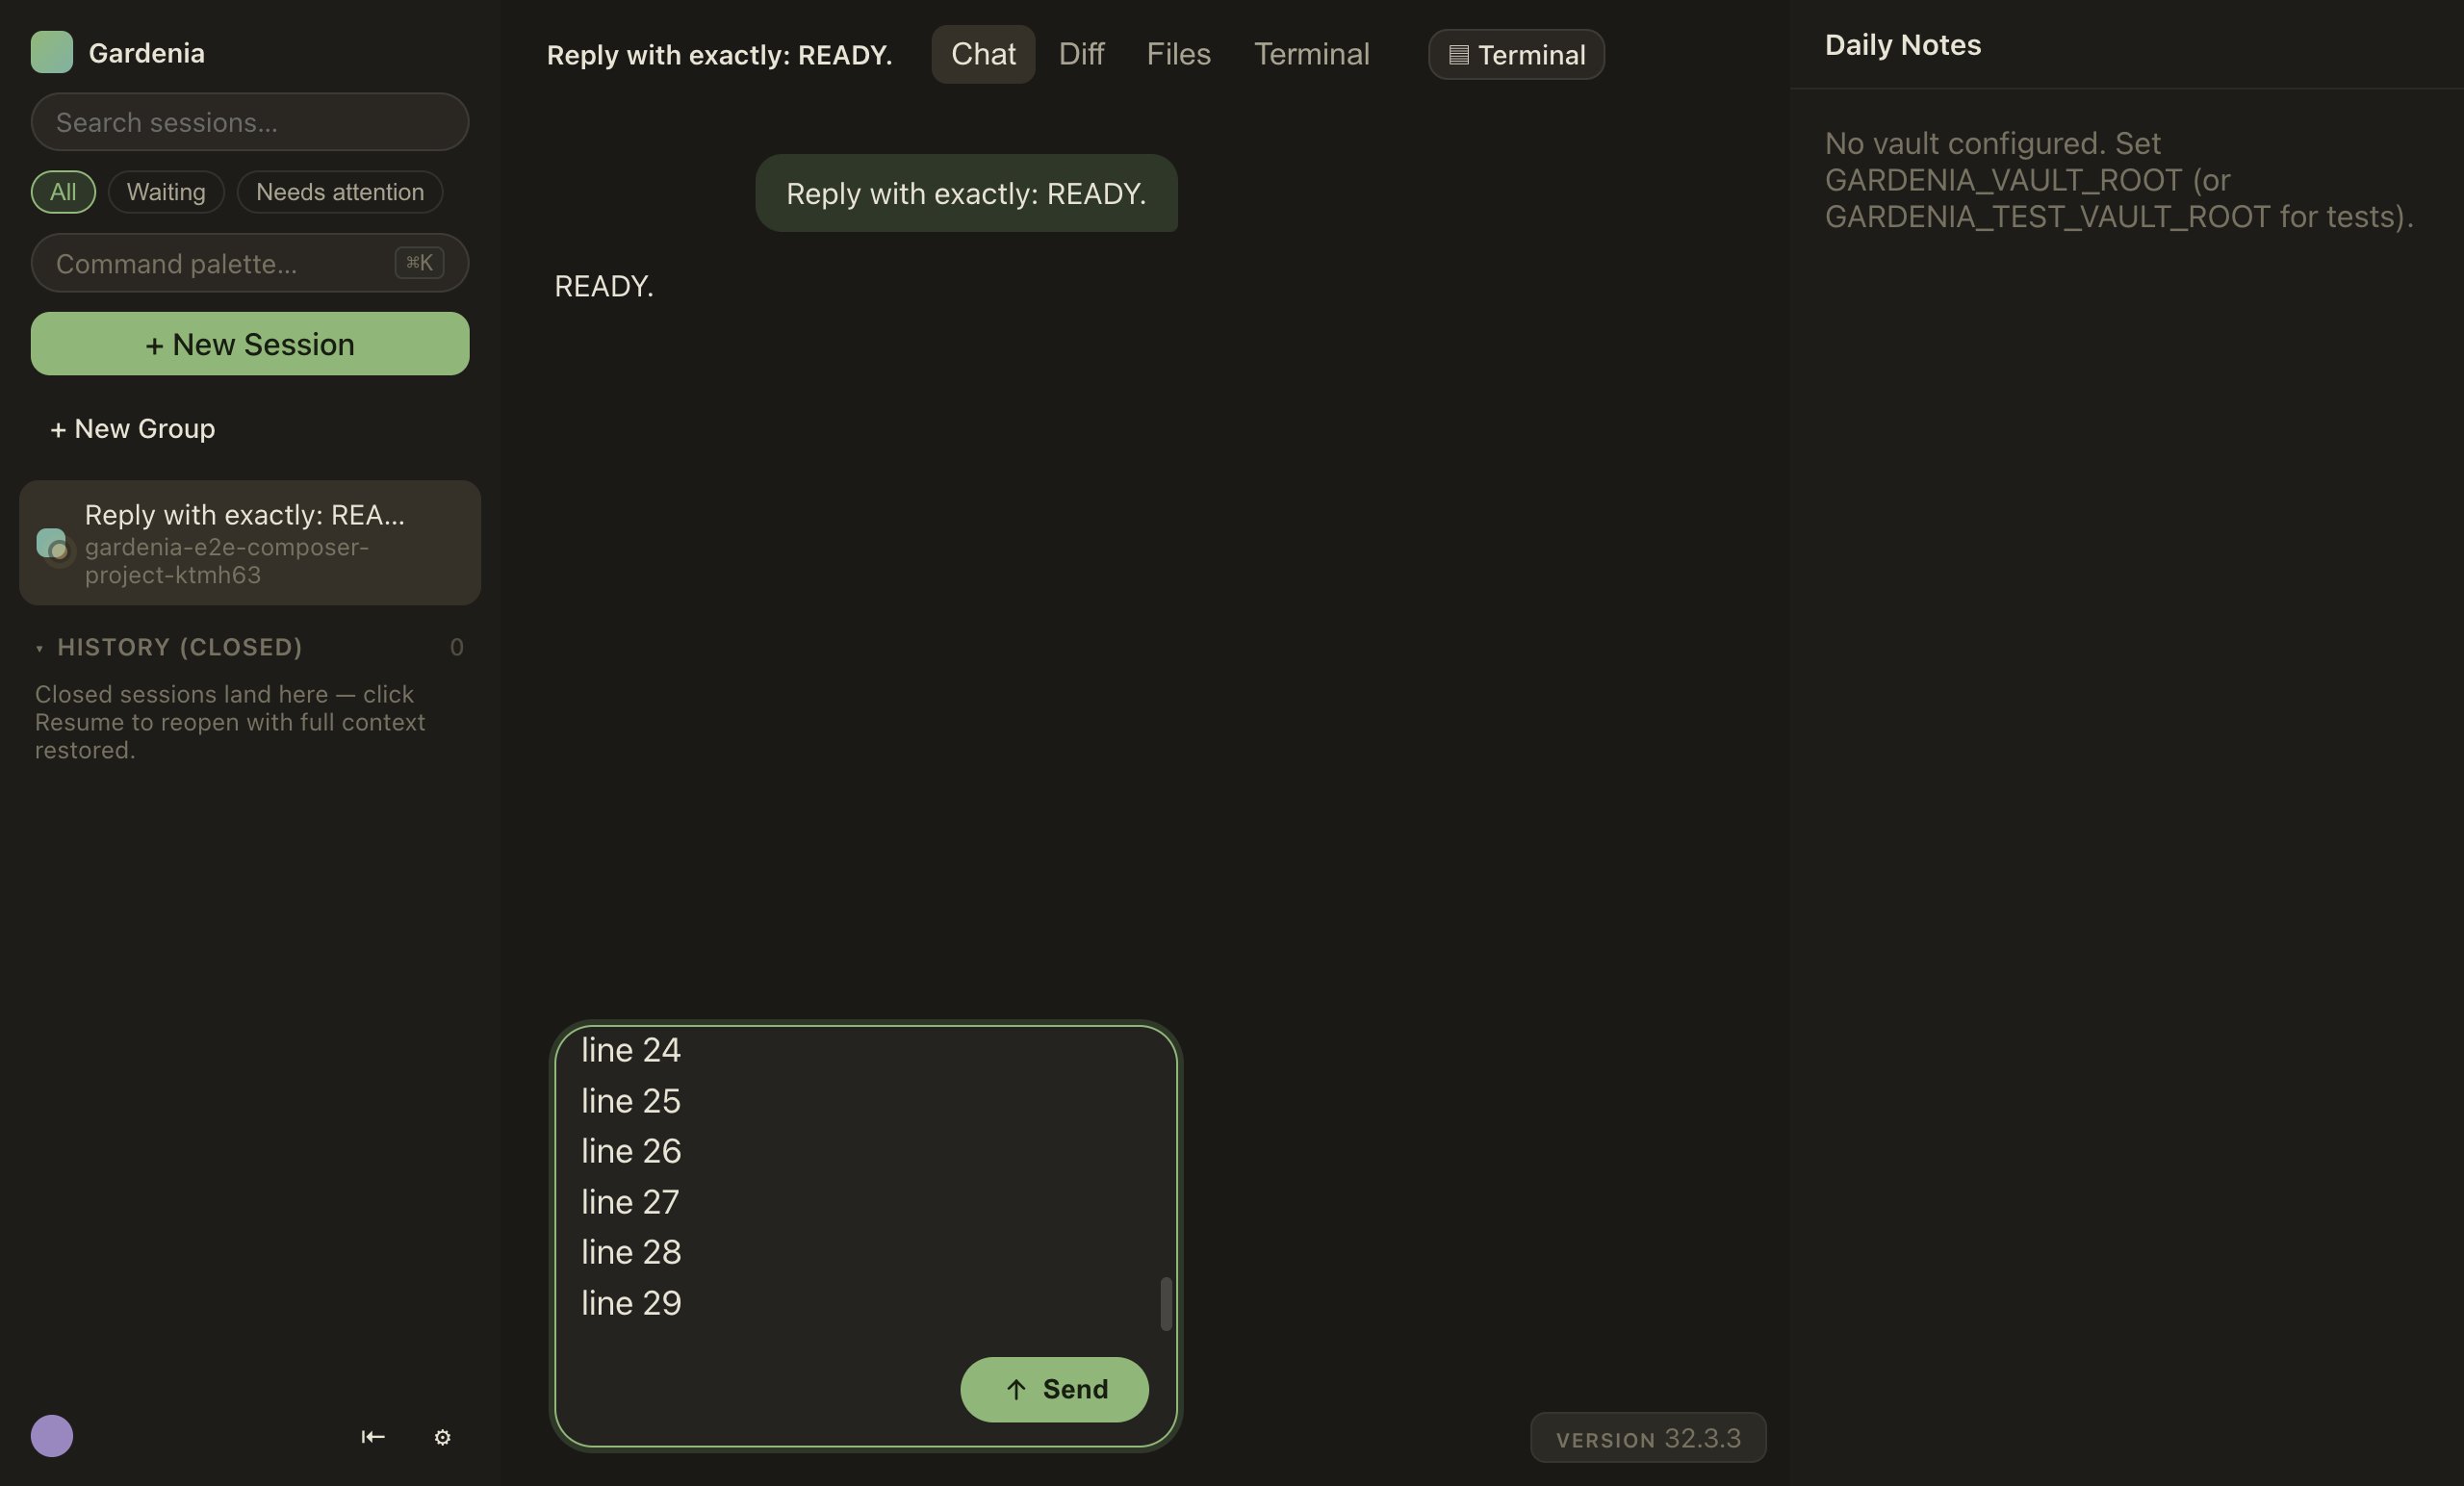 Gardenia
Search sessions...
All
Waiting
Needs attention
Command palette...
⌘K
+ New Session
+ New Group
Reply with exactly: REA...
gardenia-e2e-composer-
project-ktmh63
HISTORY (CLOSED)
0
Closed sessions land here — click
Resume to reopen with full context
restored.
Reply with exactly: READY.
Chat
Diff
Files
Terminal
Terminal
Reply with exactly: READY.
READY.
line 24
line 25
line 26
line 27
line 28
line 29
Send
VERSION 32.3.3
Daily Notes
No vault configured. Set
GARDENIA_VAULT_ROOT (or
GARDENIA_TEST_VAULT_ROOT for tests).